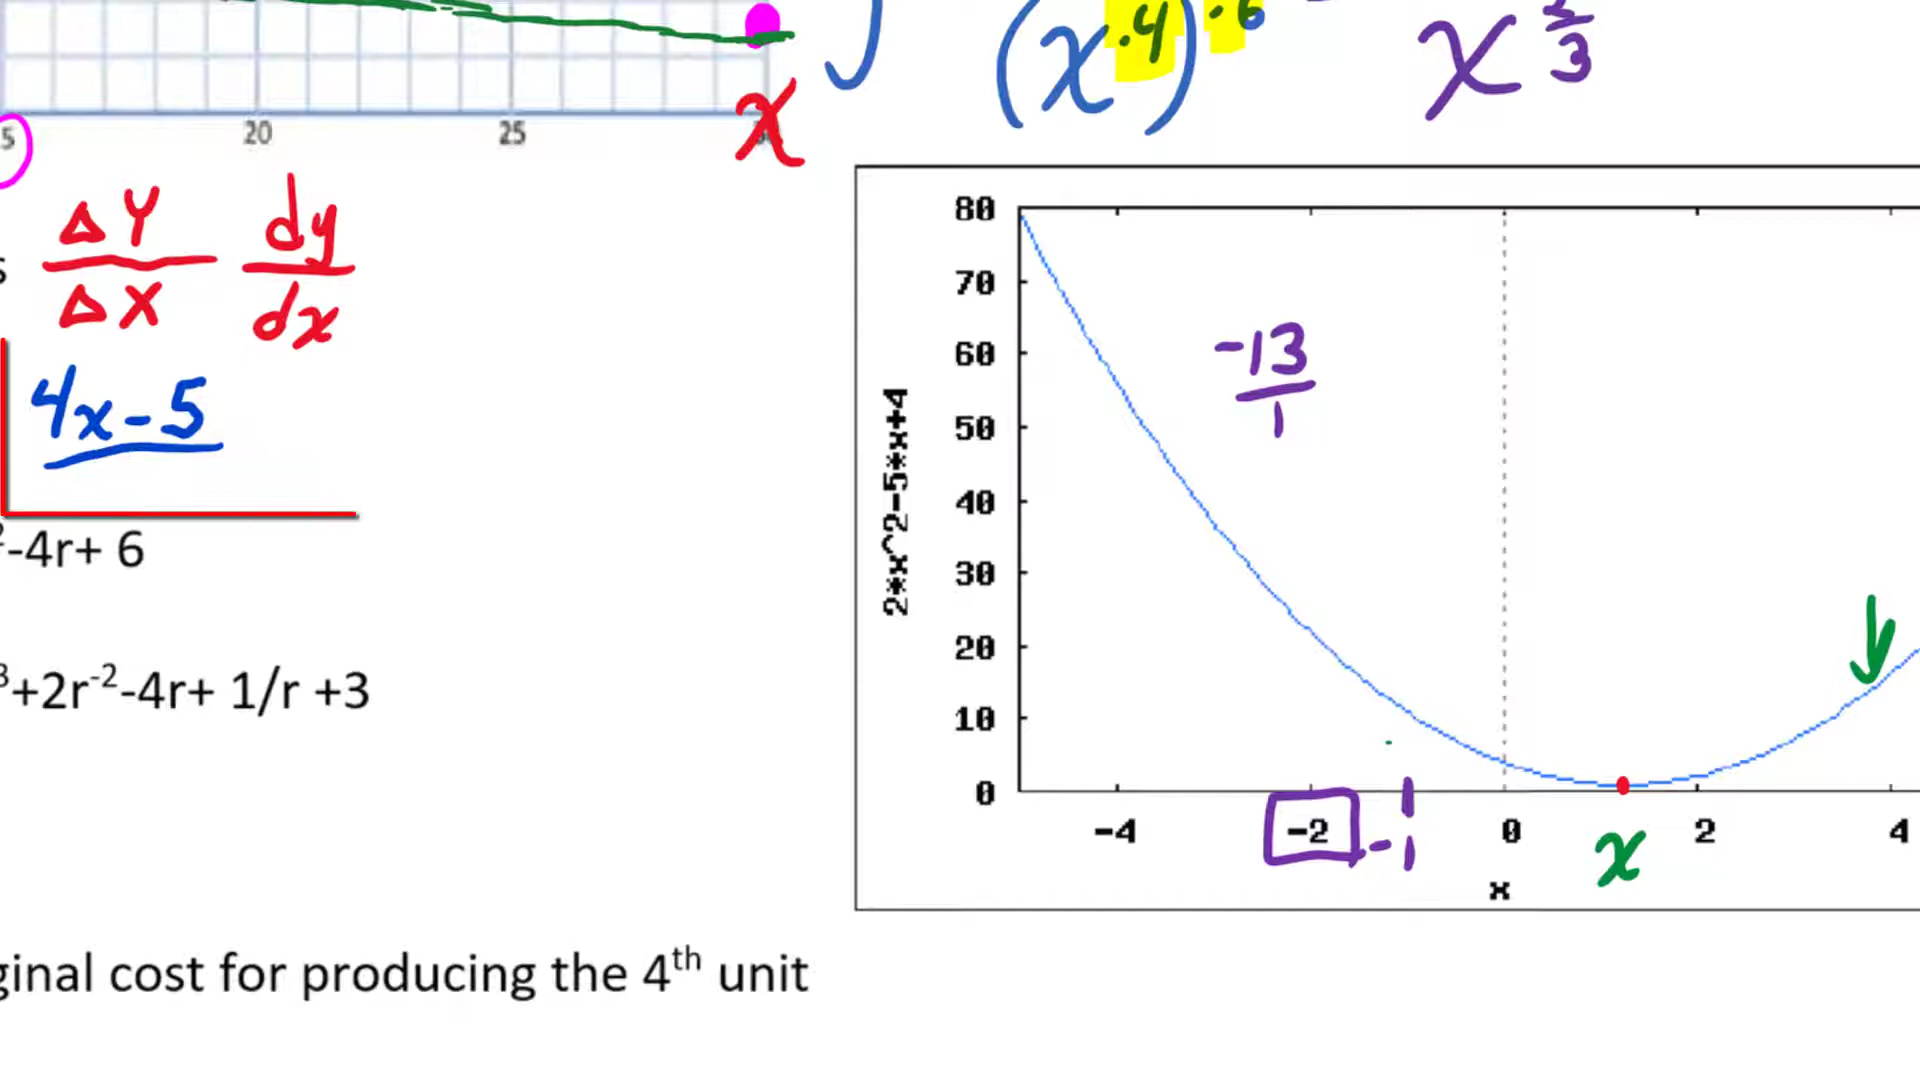 (x^.4)^.6
x^2/3
5 20 25
x
ΔY/ΔX dy/dx
4x-5
-4r+ 6
3+2r-2-4r+ 1/r +3
ginal cost for producing the 4th unit
80
70
60
50
40
30
20
10
0
2*x^2-5*x+4
-13/1
-4 -2 -1 0 2 4
x
x